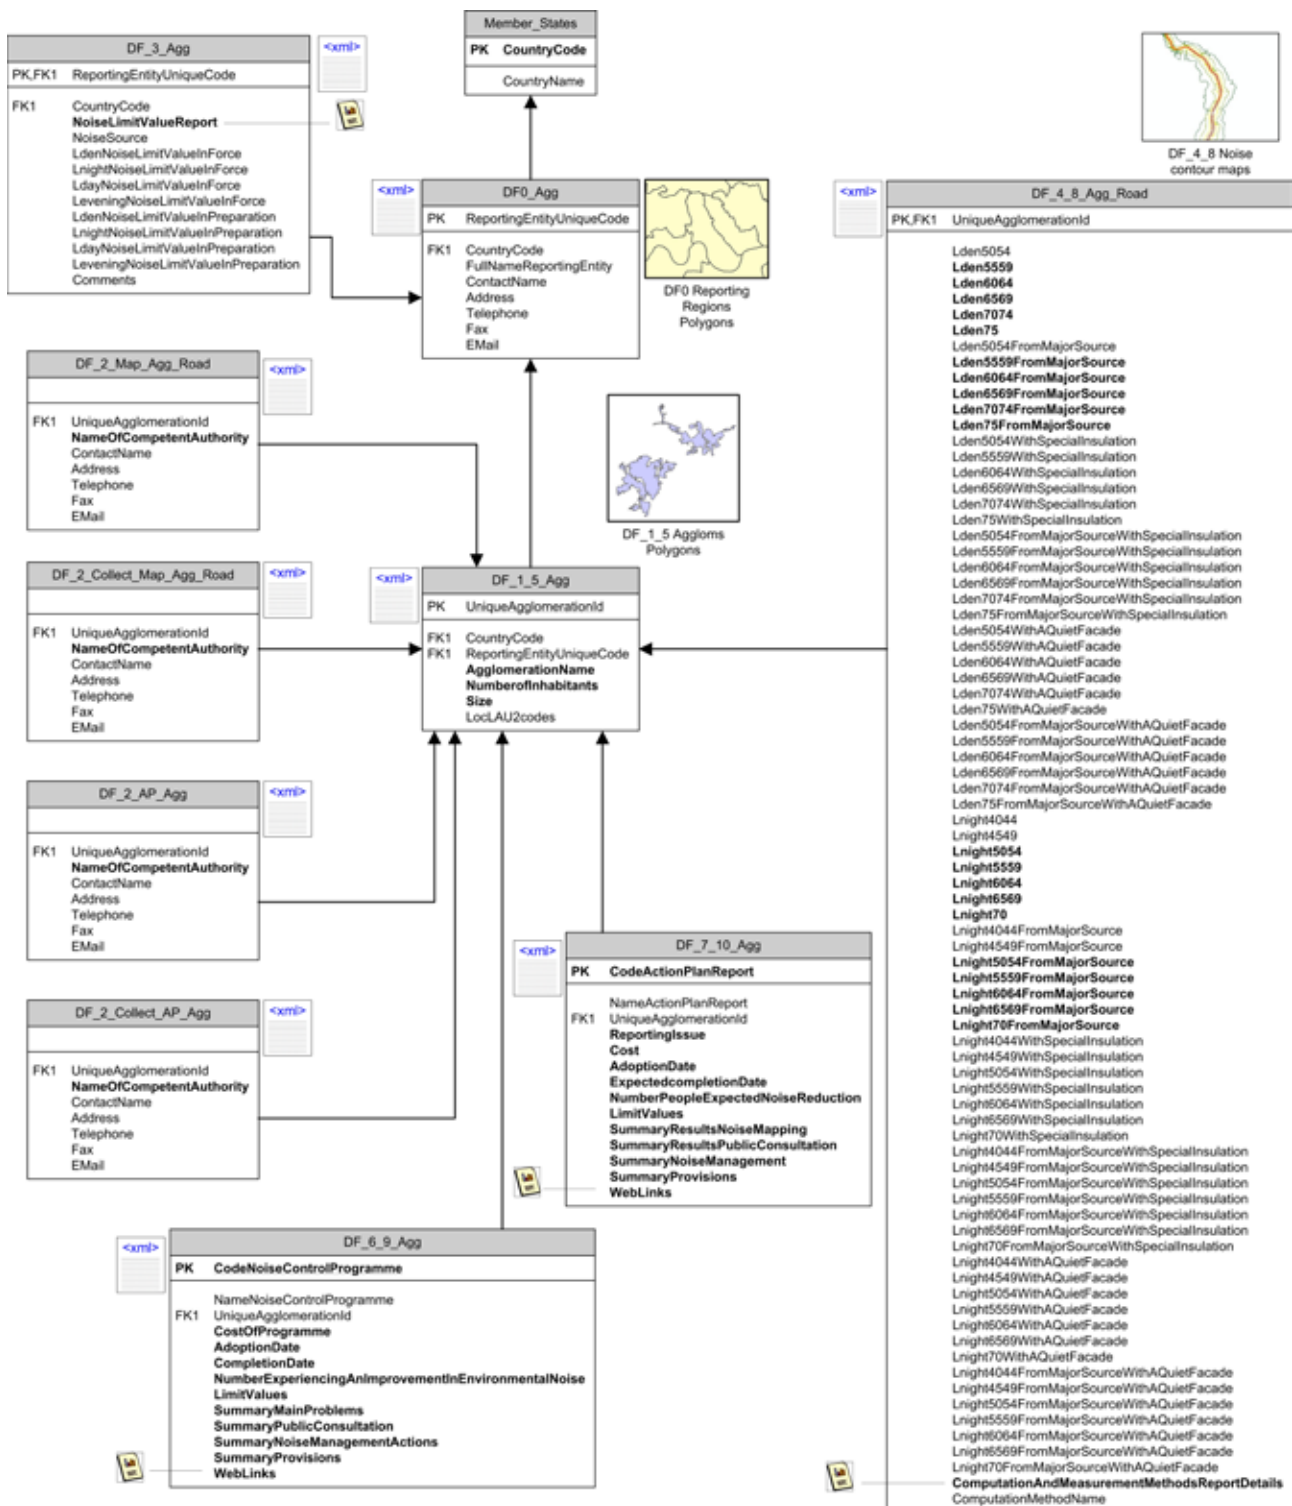 Member_States
PK CountryCode
CountryName
DF_3_Agg
<xml>
PK,FK1 ReportingEntityUniqueCode
FK1 CountryCode
NoiseLimitValueReport
NoiseSource
LdenNoiseLimitValueInForce
LnightNoiseLimitValueInForce
LdayNoiseLimitValueInForce
LeveningNoiseLimitValueInForce
LdenNoiseLimitValueInPreparation
LnightNoiseLimitValueInPreparation
LdayNoiseLimitValueInPreparation
LeveningNoiseLimitValueInPreparation
Comments
<xml>
DF0_Agg
PK ReportingEntityUniqueCode
FK1 CountryCode
FullNameReportingEntity
ContactName
Address
Telephone
Fax
EMail
DF0 Reporting
Regions
Polygons
DF_2_Map_Agg_Road
<xml>
FK1 UniqueAgglomerationId
NameOfCompetentAuthority
ContactName
Address
Telephone
Fax
EMail
DF_1_5 Aggloms
Polygons
DF_2_Collect_Map_Agg_Road
<xml>
FK1 UniqueAgglomerationId
NameOfCompetentAuthority
ContactName
Address
Telephone
Fax
EMail
<xml>
DF_1_5_Agg
PK UniqueAgglomerationId
FK1 CountryCode
FK1 ReportingEntityUniqueCode
AgglomerationName
NumberofInhabitants
Size
LocLAU2codes
DF_2_AP_Agg
<xml>
FK1 UniqueAgglomerationId
NameOfCompetentAuthority
ContactName
Address
Telephone
Fax
EMail
DF_2_Collect_AP_Agg
<xml>
FK1 UniqueAgglomerationId
NameOfCompetentAuthority
ContactName
Address
Telephone
Fax
EMail
<xml>
DF_7_10_Agg
PK CodeActionPlanReport
NameActionPlanReport
FK1 UniqueAgglomerationId
ReportingIssue
Cost
AdoptionDate
ExpectedcompletionDate
NumberPeopleExpectedNoiseReduction
LimitValues
SummaryResultsNoiseMapping
SummaryResultsPublicConsultation
SummaryNoiseManagement
SummaryProvisions
WebLinks
<xml>
DF_6_9_Agg
PK CodeNoiseControlProgramme
NameNoiseControlProgramme
FK1 UniqueAgglomerationId
CostOfProgramme
AdoptionDate
CompletionDate
NumberExperiencingAnImprovementInEnvironmentalNoise
LimitValues
SummaryMainProblems
SummaryPublicConsultation
SummaryNoiseManagementActions
SummaryProvisions
WebLinks
DF_4_8 Noise
contour maps
<xml>
DF_4_8_Agg_Road
PK,FK1 UniqueAgglomerationId
Lden5054
Lden5559
Lden6064
Lden6569
Lden7074
Lden75
Lden5054FromMajorSource
Lden5559FromMajorSource
Lden6064FromMajorSource
Lden6569FromMajorSource
Lden7074FromMajorSource
Lden75FromMajorSource
Lden5054WithSpecialInsulation
Lden5559WithSpecialInsulation
Lden6064WithSpecialInsulation
Lden6569WithSpecialInsulation
Lden7074WithSpecialInsulation
Lden75WithSpecialInsulation
Lden5054FromMajorSourceWithSpecialInsulation
Lden5559FromMajorSourceWithSpecialInsulation
Lden6064FromMajorSourceWithSpecialInsulation
Lden6569FromMajorSourceWithSpecialInsulation
Lden7074FromMajorSourceWithSpecialInsulation
Lden75FromMajorSourceWithSpecialInsulation
Lden5054WithAQuietFacade
Lden5559WithAQuietFacade
Lden6064WithAQuietFacade
Lden6569WithAQuietFacade
Lden7074WithAQuietFacade
Lden75WithAQuietFacade
Lden5054FromMajorSourceWithAQuietFacade
Lden5559FromMajorSourceWithAQuietFacade
Lden6064FromMajorSourceWithAQuietFacade
Lden6569FromMajorSourceWithAQuietFacade
Lden7074FromMajorSourceWithAQuietFacade
Lden75FromMajorSourceWithAQuietFacade
Lnight4044
Lnight4549
Lnight5054
Lnight5559
Lnight6064
Lnight6569
Lnight70
Lnight4044FromMajorSource
Lnight4549FromMajorSource
Lnight5054FromMajorSource
Lnight5559FromMajorSource
Lnight6064FromMajorSource
Lnight6569FromMajorSource
Lnight70FromMajorSource
Lnight4044WithSpecialInsulation
Lnight4549WithSpecialInsulation
Lnight5054WithSpecialInsulation
Lnight5559WithSpecialInsulation
Lnight6064WithSpecialInsulation
Lnight6569WithSpecialInsulation
Lnight70WithSpecialInsulation
Lnight4044FromMajorSourceWithSpecialInsulation
Lnight4549FromMajorSourceWithSpecialInsulation
Lnight5054FromMajorSourceWithSpecialInsulation
Lnight5559FromMajorSourceWithSpecialInsulation
Lnight6064FromMajorSourceWithSpecialInsulation
Lnight6569FromMajorSourceWithSpecialInsulation
Lnight70FromMajorSourceWithSpecialInsulation
Lnight4044WithAQuietFacade
Lnight4549WithAQuietFacade
Lnight5054WithAQuietFacade
Lnight5559WithAQuietFacade
Lnight6064WithAQuietFacade
Lnight6569WithAQuietFacade
Lnight70WithAQuietFacade
Lnight4044FromMajorSourceWithAQuietFacade
Lnight4549FromMajorSourceWithAQuietFacade
Lnight5054FromMajorSourceWithAQuietFacade
Lnight5559FromMajorSourceWithAQuietFacade
Lnight6064FromMajorSourceWithAQuietFacade
Lnight6569FromMajorSourceWithAQuietFacade
Lnight70FromMajorSourceWithAQuietFacade
ComputationAndMeasurementMethodsReportDetails
ComputationMethodName